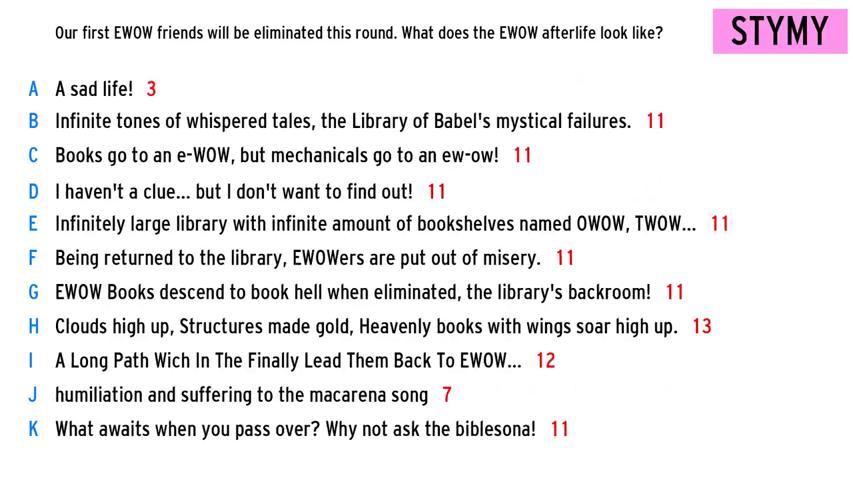 Our first EWOW friends will be eliminated this round. What does the EWOW afterlife look like?
STYMY
A A sad life! 3
B Infinite tones of whispered tales, the Library of Babel's mystical failures. 11
C Books go to an e-WOW, but mechanicals go to an ew-ow! 11
D I haven't a clue... but I don't want to find out! 11
E Infinitely large library with infinite amount of bookshelves named OWOW, TWOW... 11
F Being returned to the library, EWOWers are put out of misery. 11
G EWOW Books descend to book hell when eliminated, the library's backroom! 11
H Clouds high up, Structures made gold, Heavenly books with wings soar high up. 13
I A Long Path Wich In The Finally Lead Them Back To EWOW... 12
J humiliation and suffering to the macarena song 7
K What awaits when you pass over? Why not ask the biblesona! 11